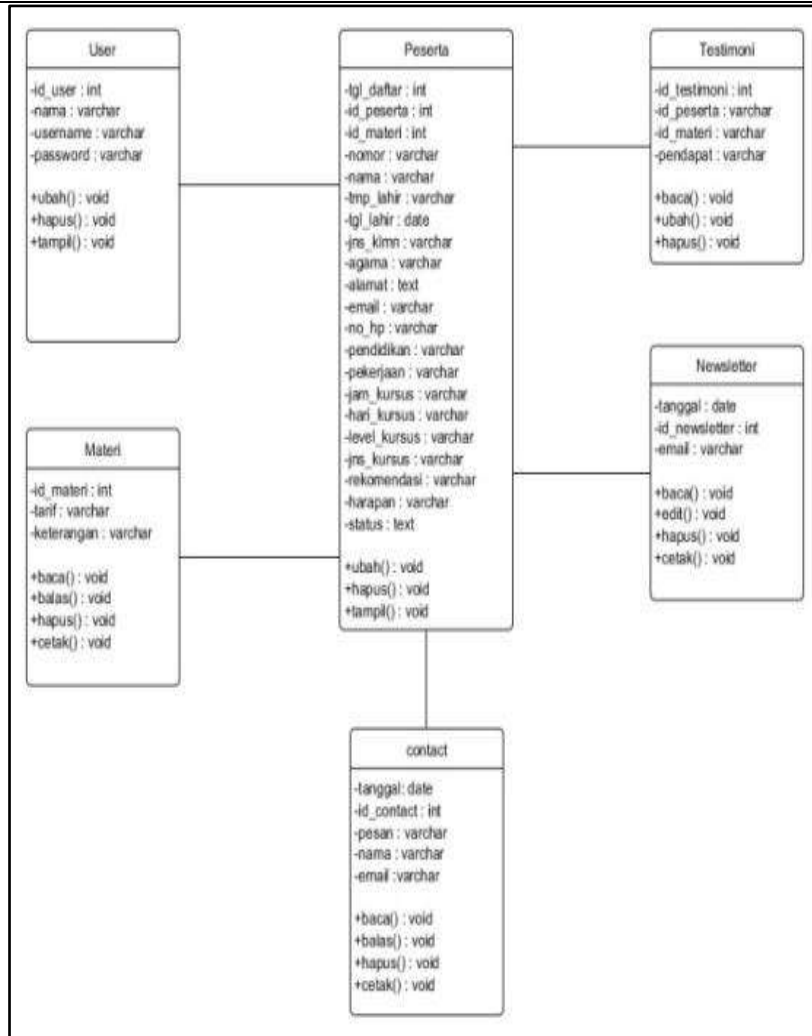 User
-id_user : int
-nama : varchar
-username : varchar
-password : varchar
+ubah() : void
+hapus() : void
+tampil() : void
Peserta
-tgl_daftar : int
-id_peserta : int
-id_materi : int
-nomor : varchar
-nama : varchar
-tmp_lahir : varchar
-tgl_lahir : date
-jns_klmn : varchar
-agama : varchar
-alamat : text
-email : varchar
-no_hp : varchar
-pendidikan : varchar
-pekerjaan : varchar
-jam_kursus : varchar
-hari_kursus : varchar
-level_kursus : varchar
-jns_kursus : varchar
-rekomendasi : varchar
-harapan : varchar
-status : text
+ubah() : void
+hapus() : void
+tampil() : void
Testimoni
-id_testimoni : int
-id_peserta : varchar
-id_materi : varchar
-pendapat : varchar
+baca() : void
+ubah() : void
+hapus() : void
Newsletter
-tanggal : date
-id_newsletter : int
-email : varchar
+baca() : void
+edit() : void
+hapus() : void
+cetak() : void
Materi
-id_materi : int
-tarif : varchar
-keterangan : varchar
+baca() : void
+balas() : void
+hapus() : void
+cetak() : void
contact
-tanggal: date
-id_contact : int
-pesan : varchar
-nama : varchar
-email :varchar
+baca() : void
+balas() : void
+hapus() : void
+cetak() : void